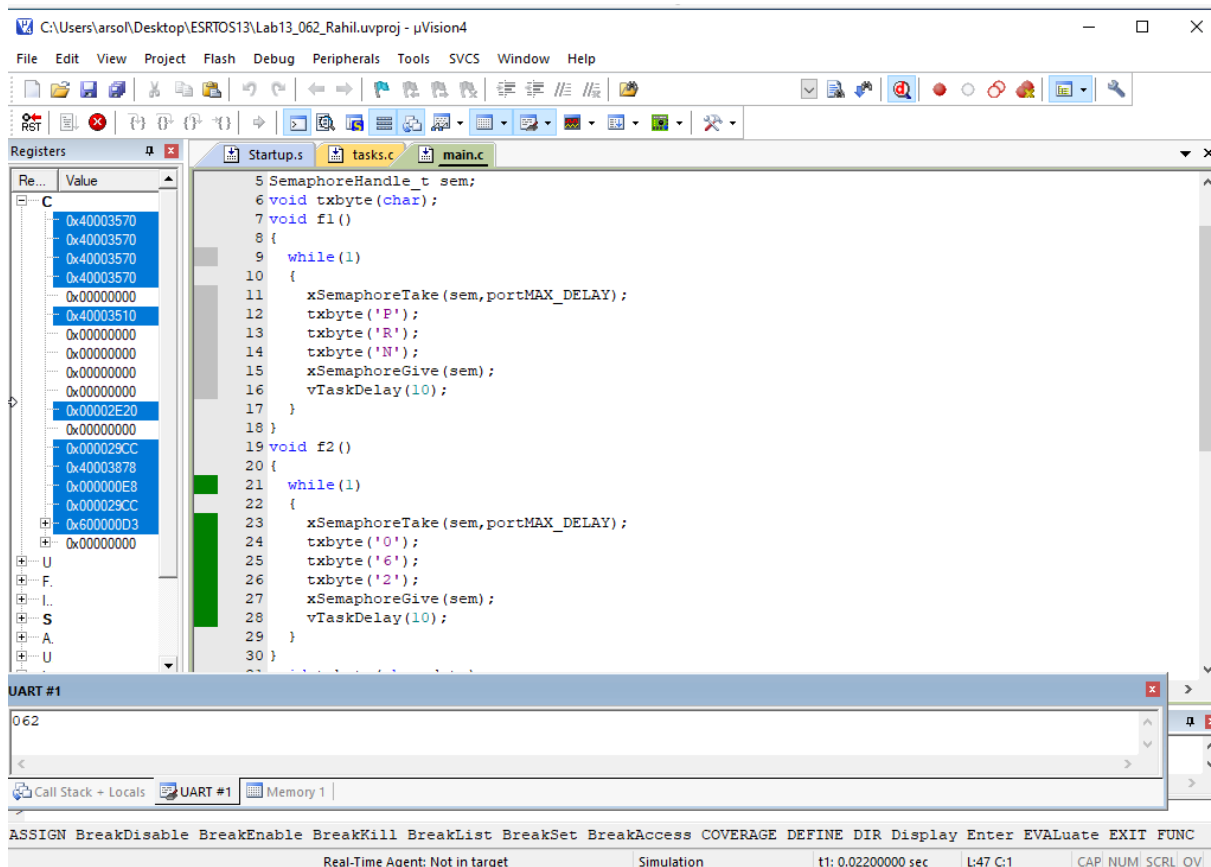 C:\Users\arsol\Desktop\ESRTOS13\Lab13_062_Rahil.uvproj - µVision4
File Edit View Project Flash Debug Peripherals Tools SVCS Window Help
RST
Registers
Startup.s tasks.c main.c
Re... Value
C
0x40003570
0x40003570
0x40003570
0x40003570
0x00000000
0x40003510
0x00000000
0x00000000
0x00000000
0x00000000
0x00002E20
0x00000000
0x000029CC
0x40003878
0x000000E8
0x000029CC
0x600000D3
0x00000000
U
F.
I..
S
A.
U
5 SemaphoreHandle_t sem;
6 void txbyte(char);
7 void f1()
8 {
9 while(1)
10 {
11 xSemaphoreTake(sem,portMAX_DELAY);
12 txbyte('P');
13 txbyte('R');
14 txbyte('N');
15 xSemaphoreGive(sem);
16 vTaskDelay(10);
17 }
18 }
19 void f2()
20 {
21 while(1)
22 {
23 xSemaphoreTake(sem,portMAX_DELAY);
24 txbyte('0');
25 txbyte('6');
26 txbyte('2');
27 xSemaphoreGive(sem);
28 vTaskDelay(10);
29 }
30 }
UART #1
062
Call Stack + Locals UART #1 Memory 1
ASSIGN BreakDisable BreakEnable BreakKill BreakList BreakSet BreakAccess COVERAGE DEFINE DIR Display Enter EVALuate EXIT FUNC
Real-Time Agent: Not in target Simulation t1: 0.02200000 sec L:47 C:1 CAP NUM SCRL OV